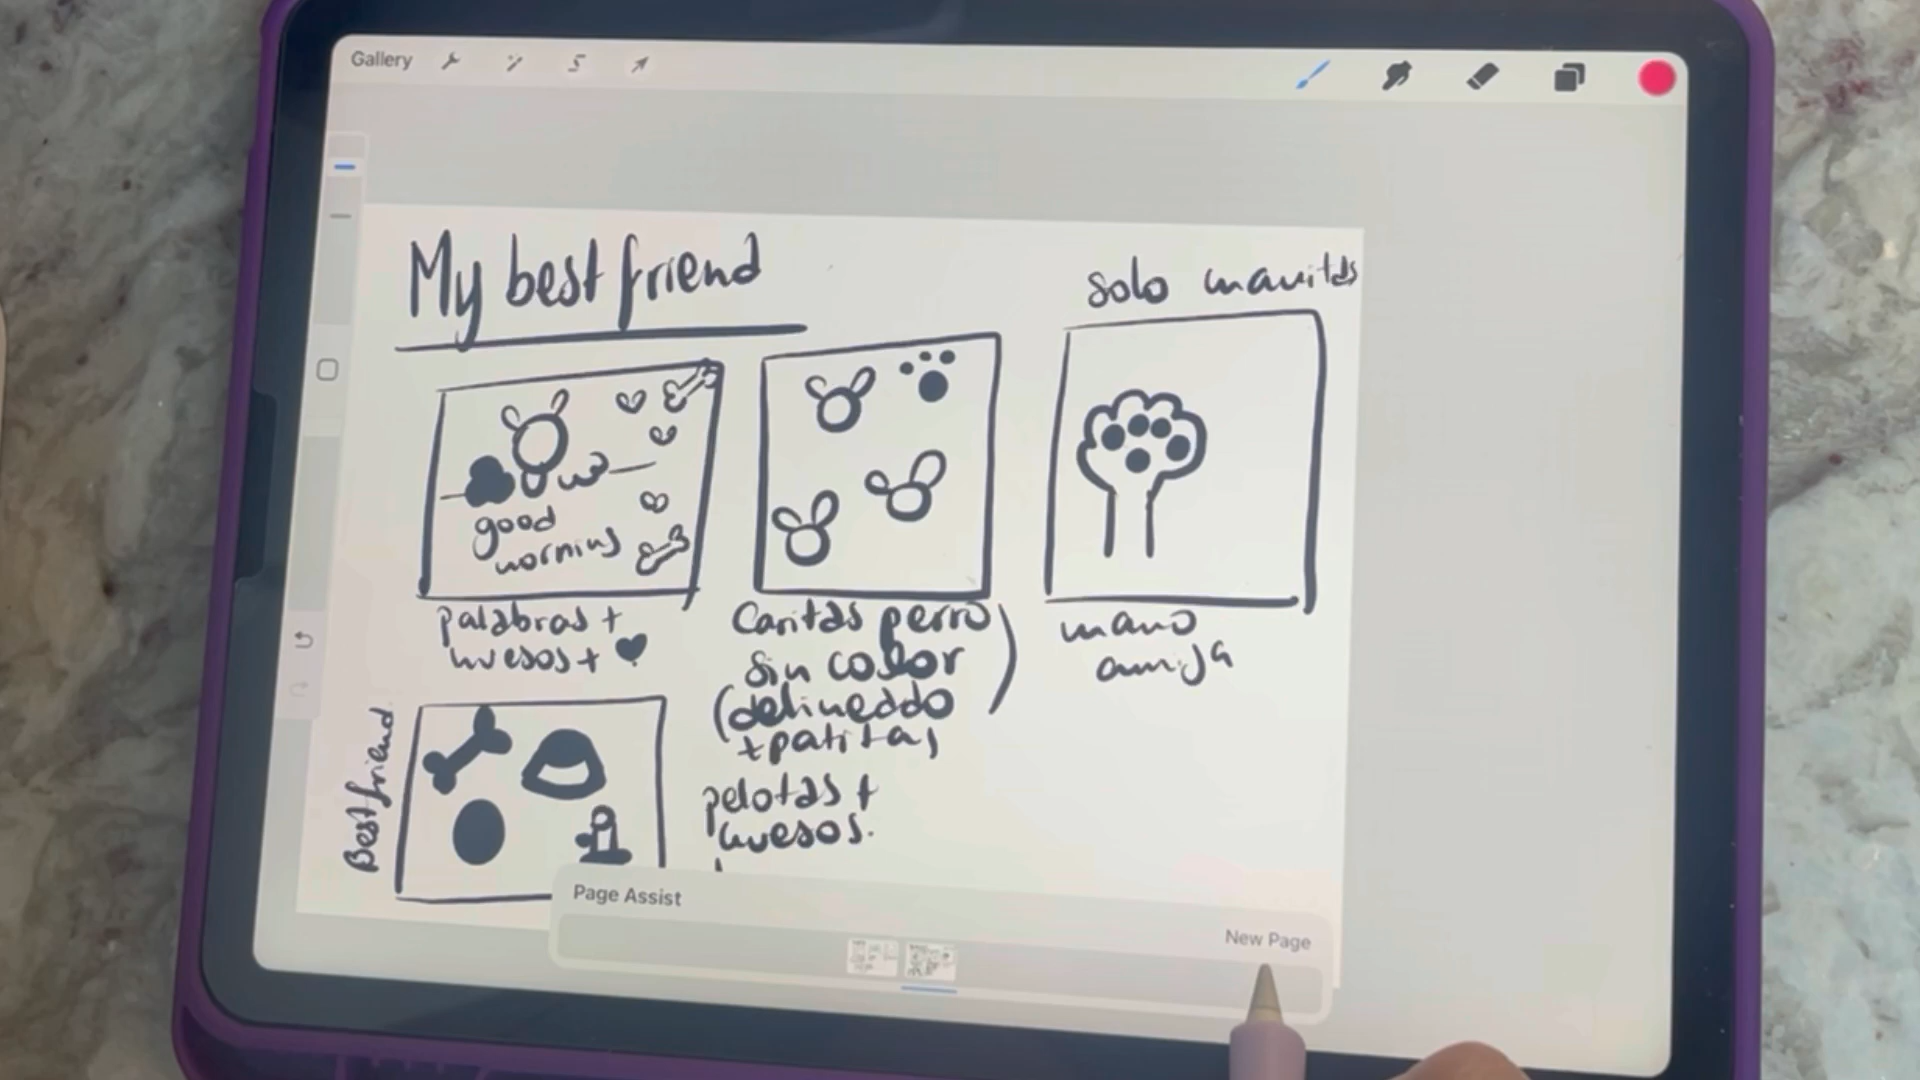 Gallery
My best friend
solo manitas
good
morning
palabras +
huesos +
Caritas perro
sin color
(delineado
+ patitas
)
mano
amiga
Best friend
pelotas +
huesos.
Page Assist
New Page